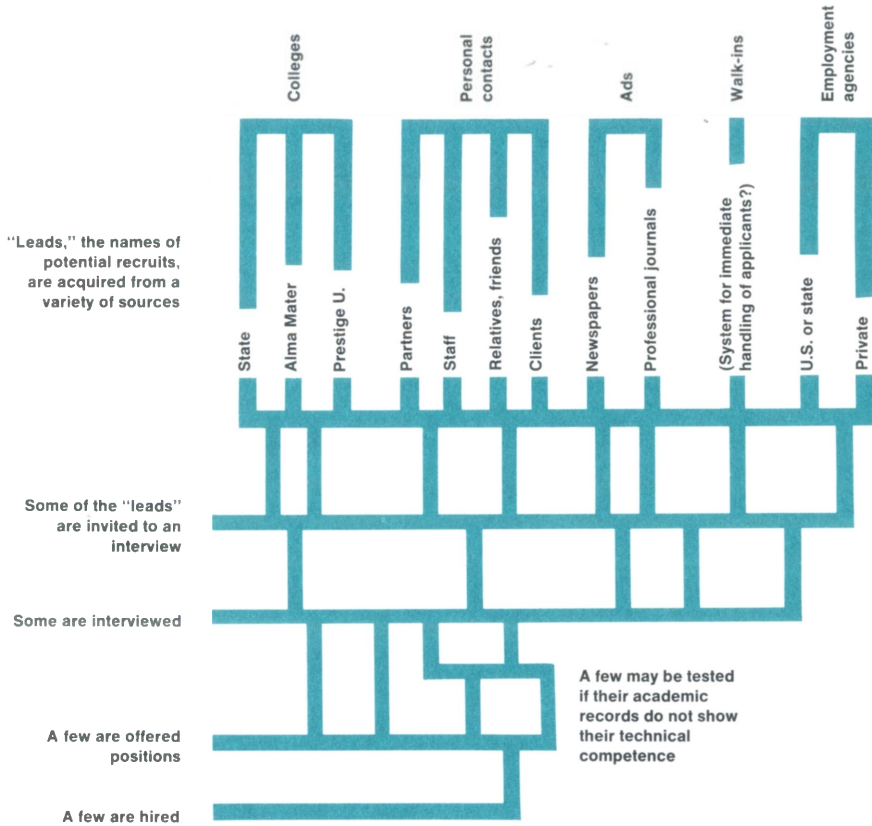 Colleges
Personal
contacts
Ads
Walk-ins
Employment
agencies
"Leads," the names of
potential recruits,
are acquired from a
variety of sources
State
Alma Mater
Prestige U.
Partners
Staff
Relatives, friends
Clients
Newspapers
Professional journals
(System for immediate
handling of applicants?)
U.S. or state
Private
Some of the "leads"
are invited to an
interview
Some are interviewed
A few may be tested
if their academic
records do not show
their technical
competence
A few are offered
positions
A few are hired